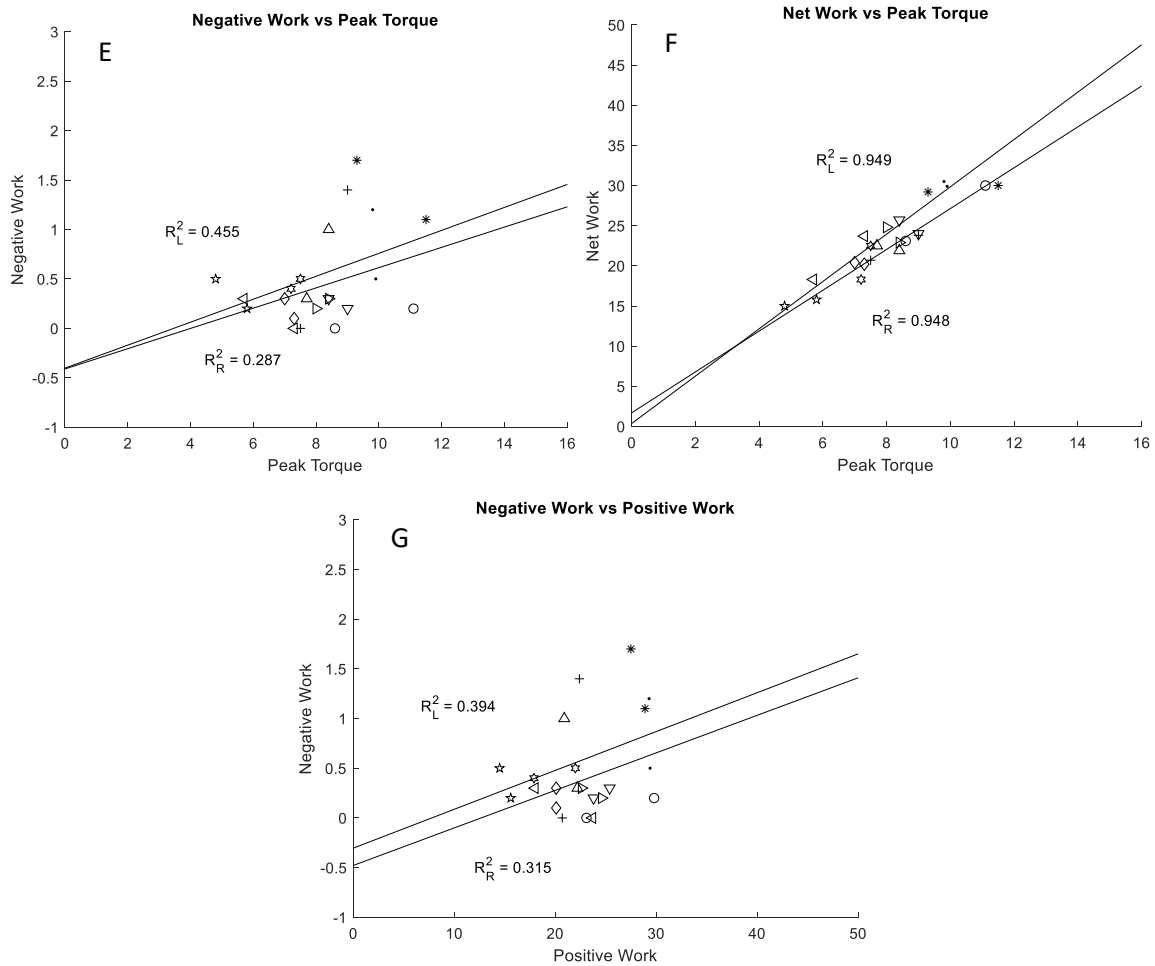 Negative Work vs Peak Torque
E
3
2.5
2
1.5
1
0.5
0
-0.5
-1
Negative Work
R²L = 0.455
R²R = 0.287
0 2 4 6 8 10 12 14 16
Peak Torque
Net Work vs Peak Torque
F
50
45
40
35
30
25
20
15
10
5
0
Net Work
R²L = 0.949
R²R = 0.948
0 2 4 6 8 10 12 14 16
Peak Torque
Negative Work vs Positive Work
G
3
2.5
2
1.5
1
0.5
0
-0.5
-1
Negative Work
R²L = 0.394
R²R = 0.315
0 10 20 30 40 50
Positive Work